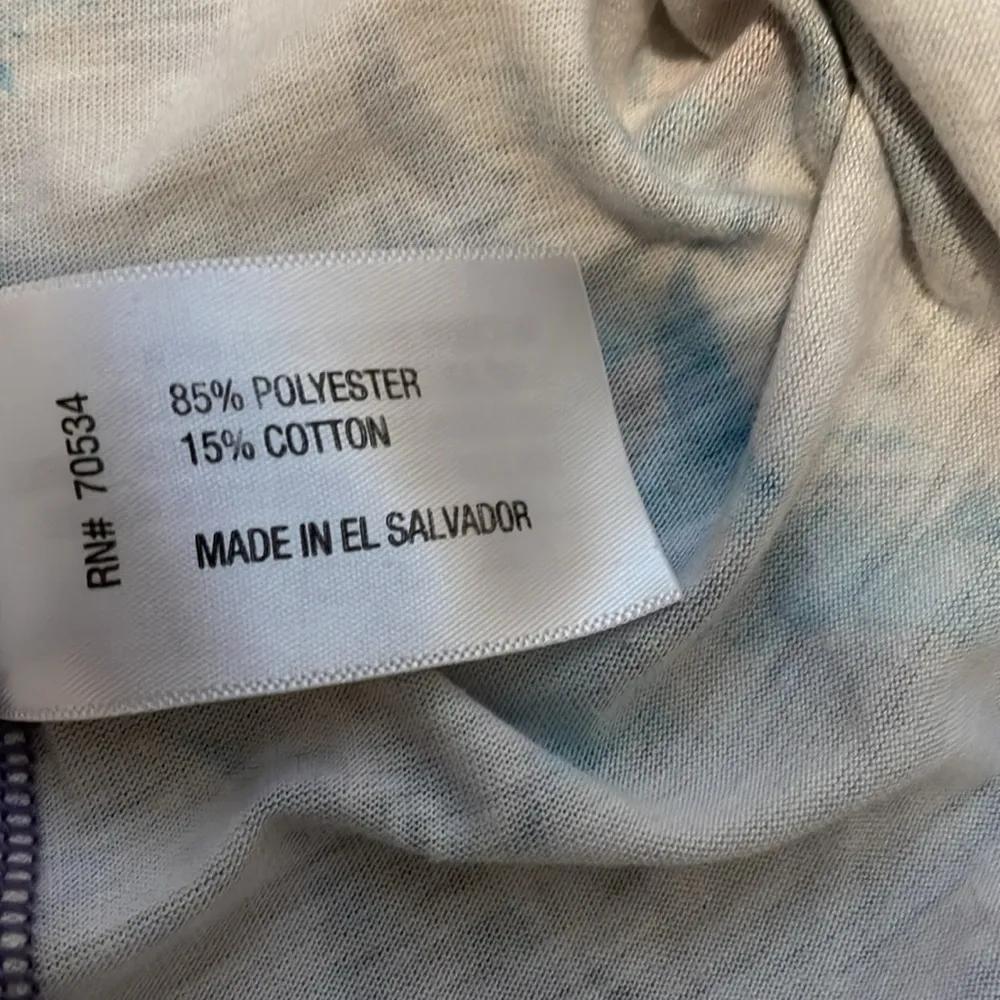 85% POLYESTER
15% COTTON
MADE IN EL SALVADOR
RN# 70534